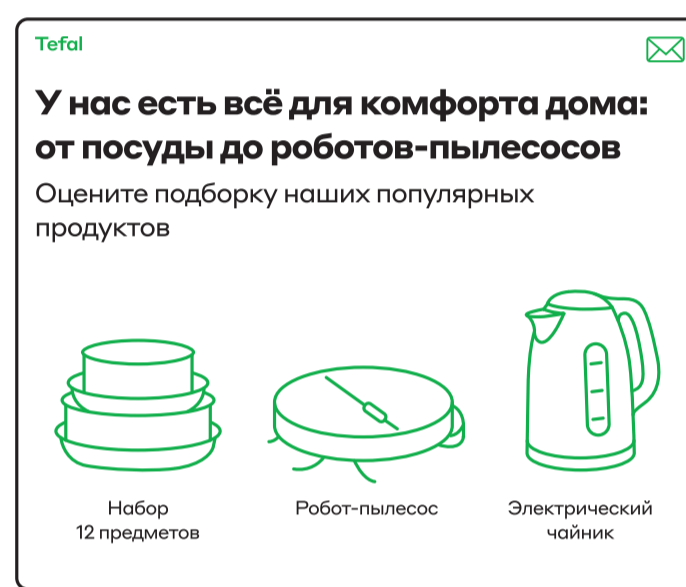 Tefal
У нас есть всё для комфорта дома:
от посуды до роботов-пылесосов
Оцените подборку наших популярных
продуктов
Набор
12 предметов
Робот-пылесос
Электрический
чайник